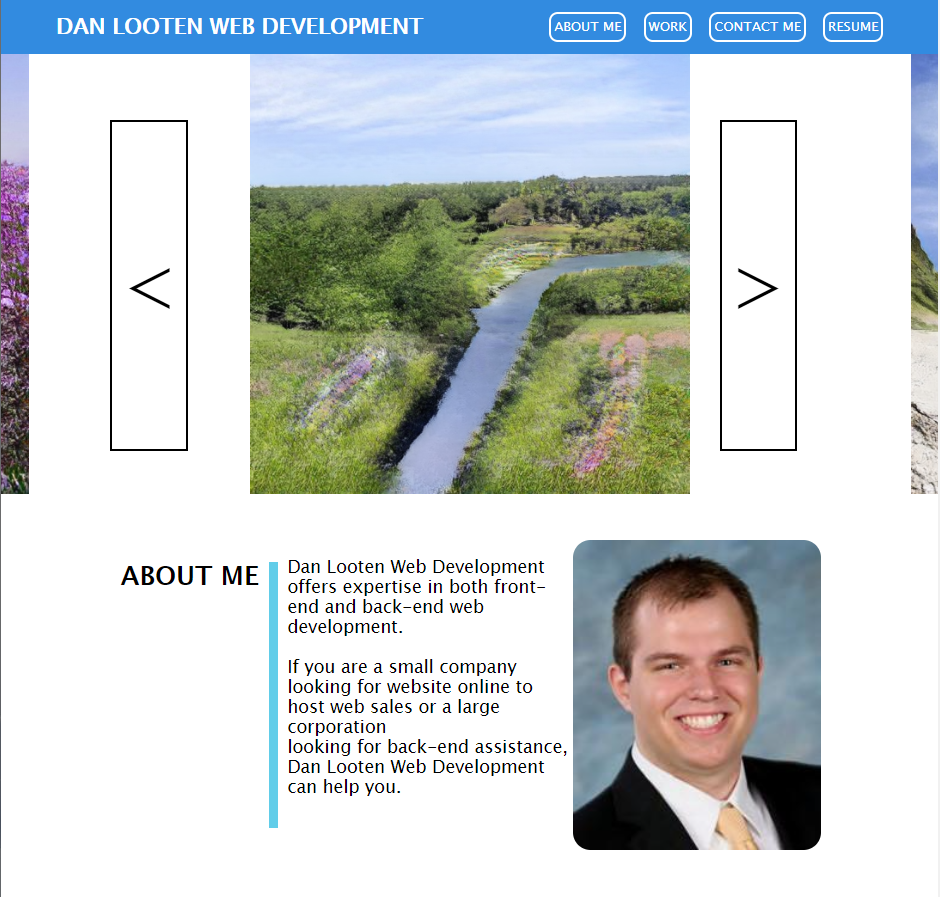 DAN LOOTEN WEB DEVELOPMENT
ABOUT ME
WORK
CONTACT ME
RESUME
<
>
ABOUT ME
Dan Looten Web Development
offers expertise in both front-
end and back-end web
development.
If you are a small company
looking for website online to
host web sales or a large
corporation
looking for back-end assistance,
Dan Looten Web Development
can help you.